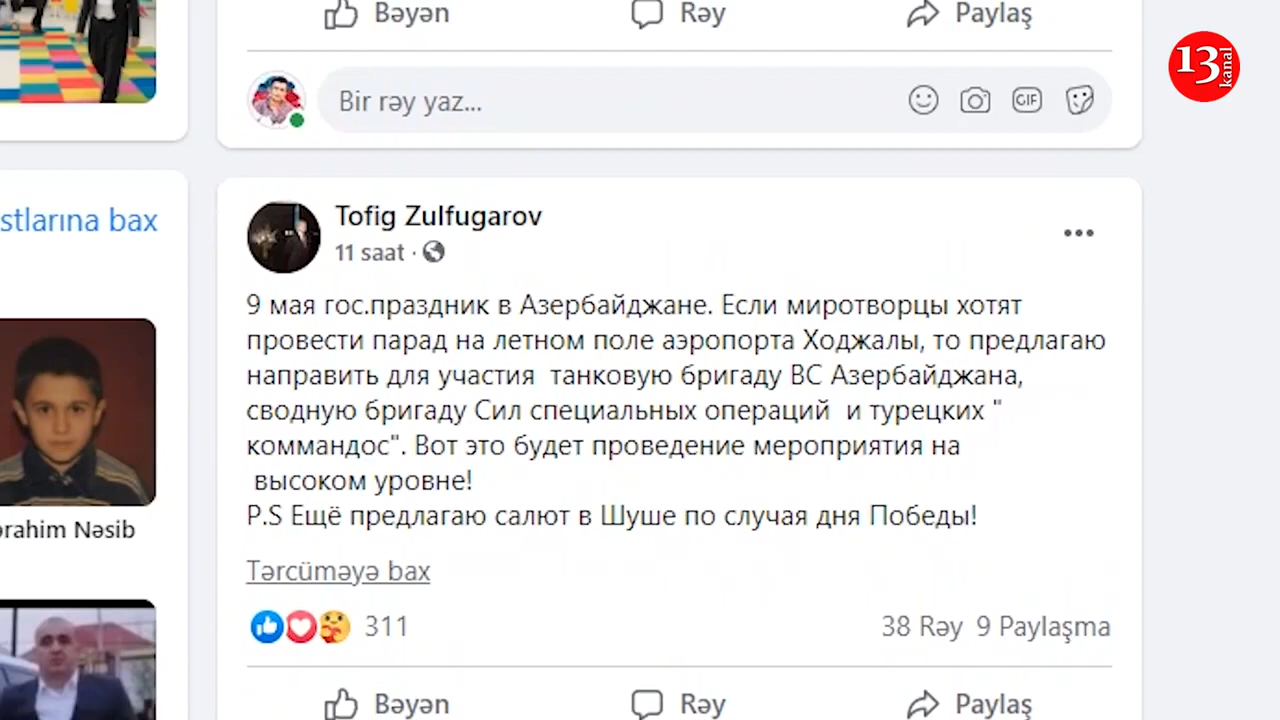 Bəyən Rəy Paylaş
13 kanal
Bir rəy yaz...
GIF
stlarına bax
Tofig Zulfugarov
11 saat ·
9 мая гос.праздник в Азербайджане. Если миротворцы хотят
провести парад на летном поле аэропорта Ходжалы, то предлагаю
направить для участия танковую бригаду ВС Азербайджана,
сводную бригаду Сил специальных операций и турецких "
коммандос". Вот это будет проведение мероприятия на
высоком уровне!
P.S Ещё предлагаю салют в Шуше по случая дня Победы!
Tərcüməyə bax
311 38 Rəy 9 Paylaşma
Bəyən Rəy Paylaş
ərahim Nəsib